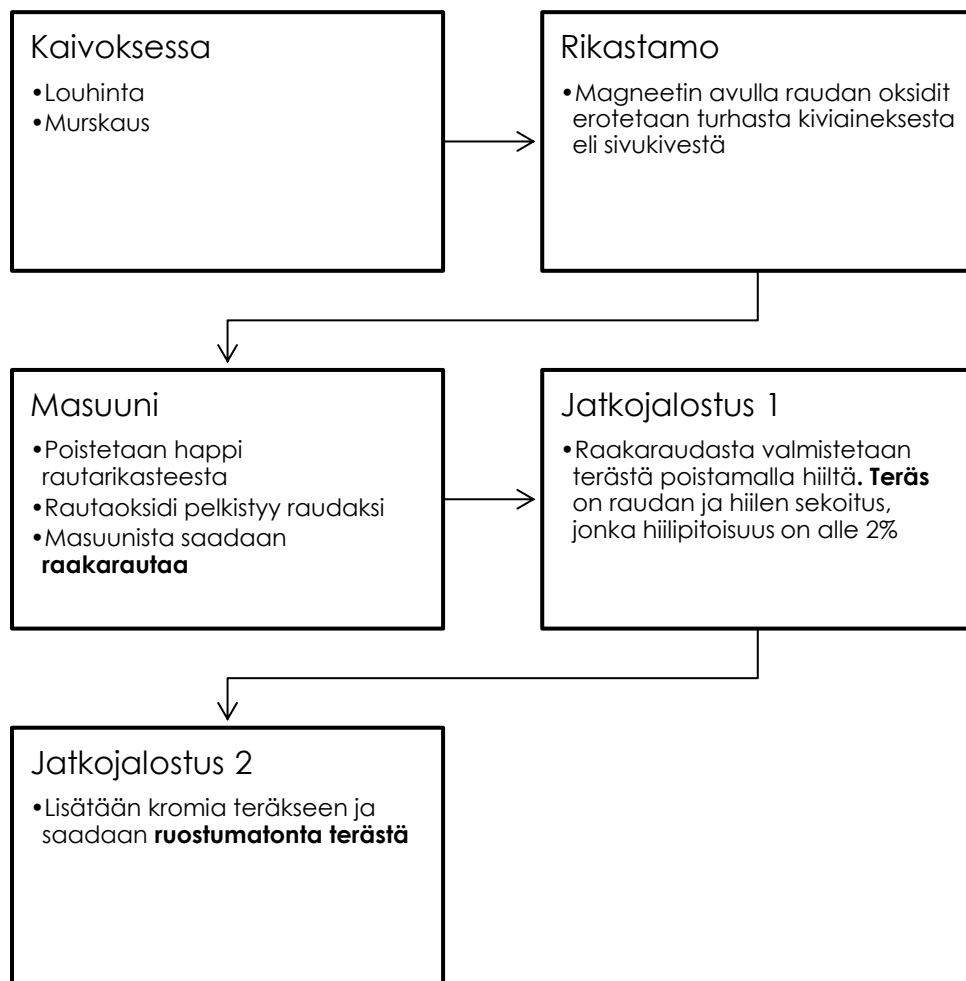 Kaivoksessa
•Louhinta
•Murskaus
Rikastamo
•Magneetin avulla raudan oksidit
erotetaan turhasta kiviaineksesta
eli sivukivestä
Masuuni
•Poistetaan happi
rautarikasteesta
•Rautaoksidi pelkistyy raudaksi
•Masuunista saadaan
raakarautaa
Jatkojalostus 1
•Raakaraudasta valmistetaan
terästä poistamalla hiiltä. Teräs
on raudan ja hiilen sekoitus,
jonka hiilipitoisuus on alle 2%
Jatkojalostus 2
•Lisätään kromia teräkseen ja
saadaan ruostumatonta terästä